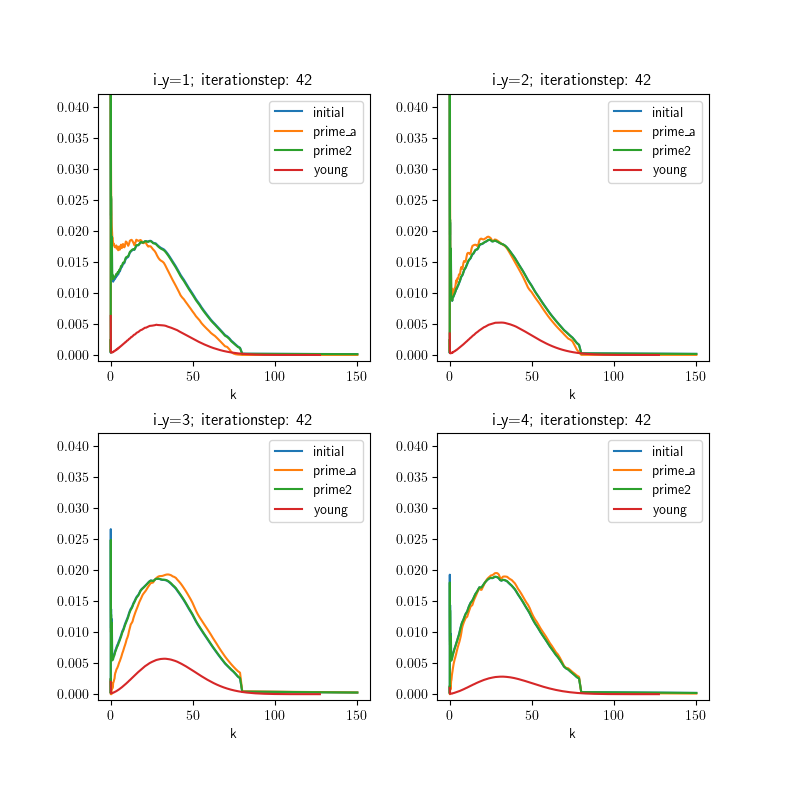 i_y=1; iterationstep: 42
0.040
0.035
0.030
0.025
0.020
0.015
0.010
0.005
0.000
initial
prime_a
prime2
young
0
50
100
150
k
i_y=2; iterationstep: 42
0.040
0.035
0.030
0.025
0.020
0.015
0.010
0.005
0.000
initial
prime_a
prime2
young
0
50
100
150
k
i_y=3; iterationstep: 42
0.040
0.035
0.030
0.025
0.020
0.015
0.010
0.005
0.000
initial
prime_a
prime2
young
0
50
100
150
k
i_y=4; iterationstep: 42
0.040
0.035
0.030
0.025
0.020
0.015
0.010
0.005
0.000
initial
prime_a
prime2
young
0
50
100
150
k